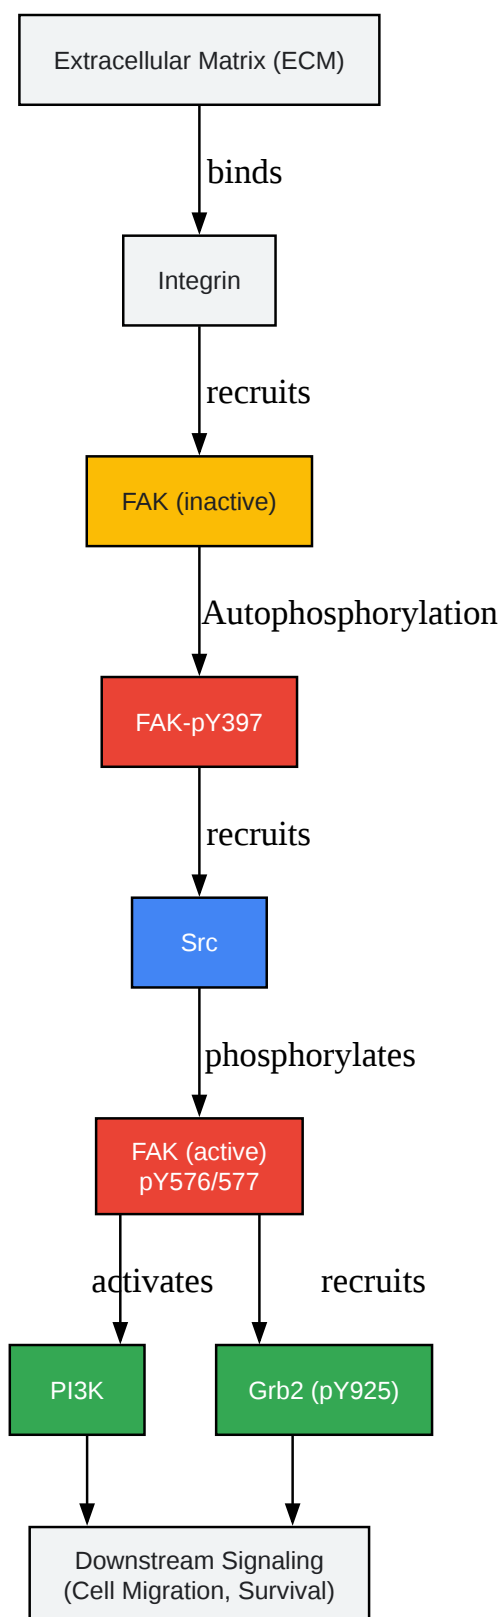 Extracellular Matrix (ECM)
binds
Integrin
recruits
FAK (inactive)
Autophosphorylation
FAK-pY397
recruits
Src
phosphorylates
FAK (active)
pY576/577
activates
recruits
PI3K
Grb2 (pY925)
Downstream Signaling
(Cell Migration, Survival)